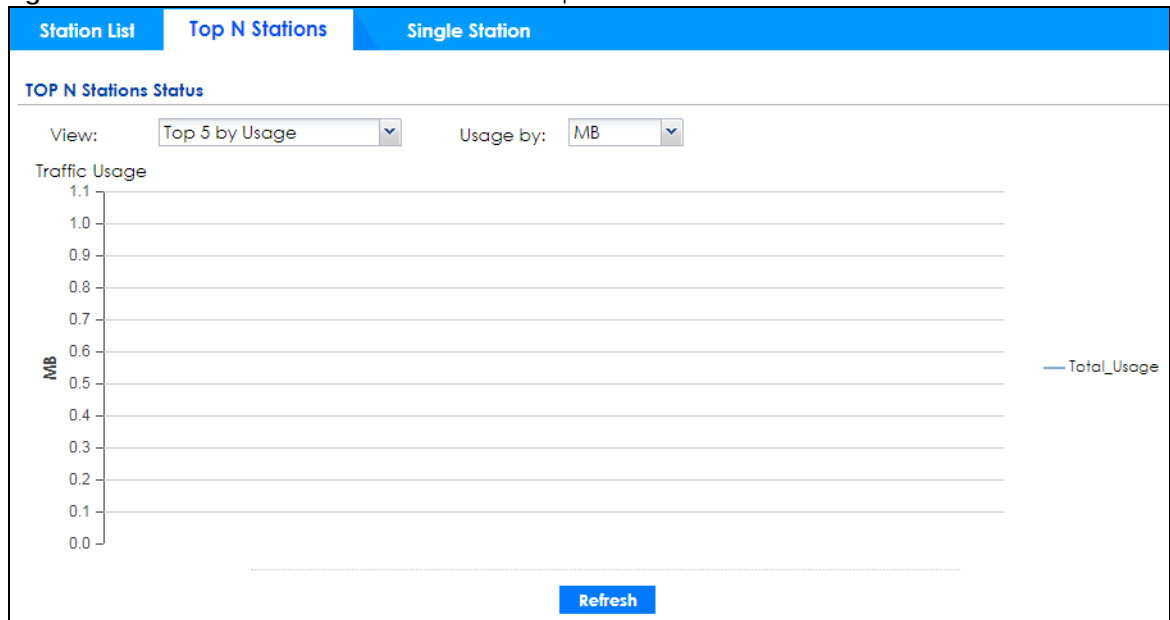 Station List Top N Stations Single Station
TOP N Stations Status
View: Top 5 by Usage Usage by: MB
Traffic Usage
1.1
1.0
0.9
0.8
0.7
0.6
MB
0.5
0.4
0.3
0.2
0.1
0.0
Total_Usage
Refresh